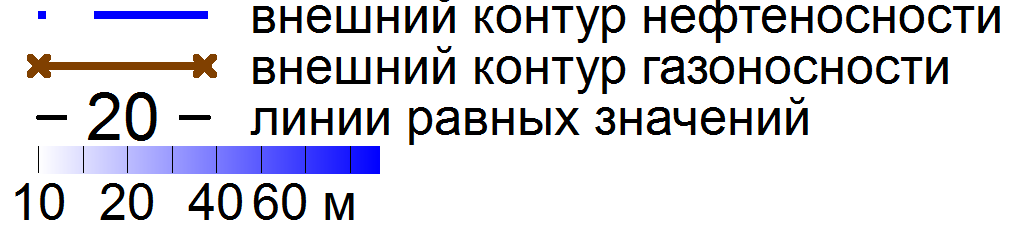 внешний контур нефтеносности
внешний контур газоносности
– 20 – линии равных значений
10 20 40 60 м